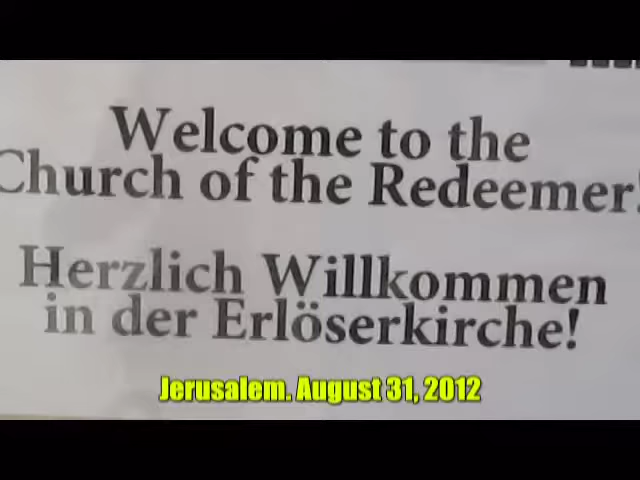 Welcome to the
Church of the Redeemer!
Herzlich Willkommen
in der Erlöserkirche!
Jerusalem. August 31, 2012